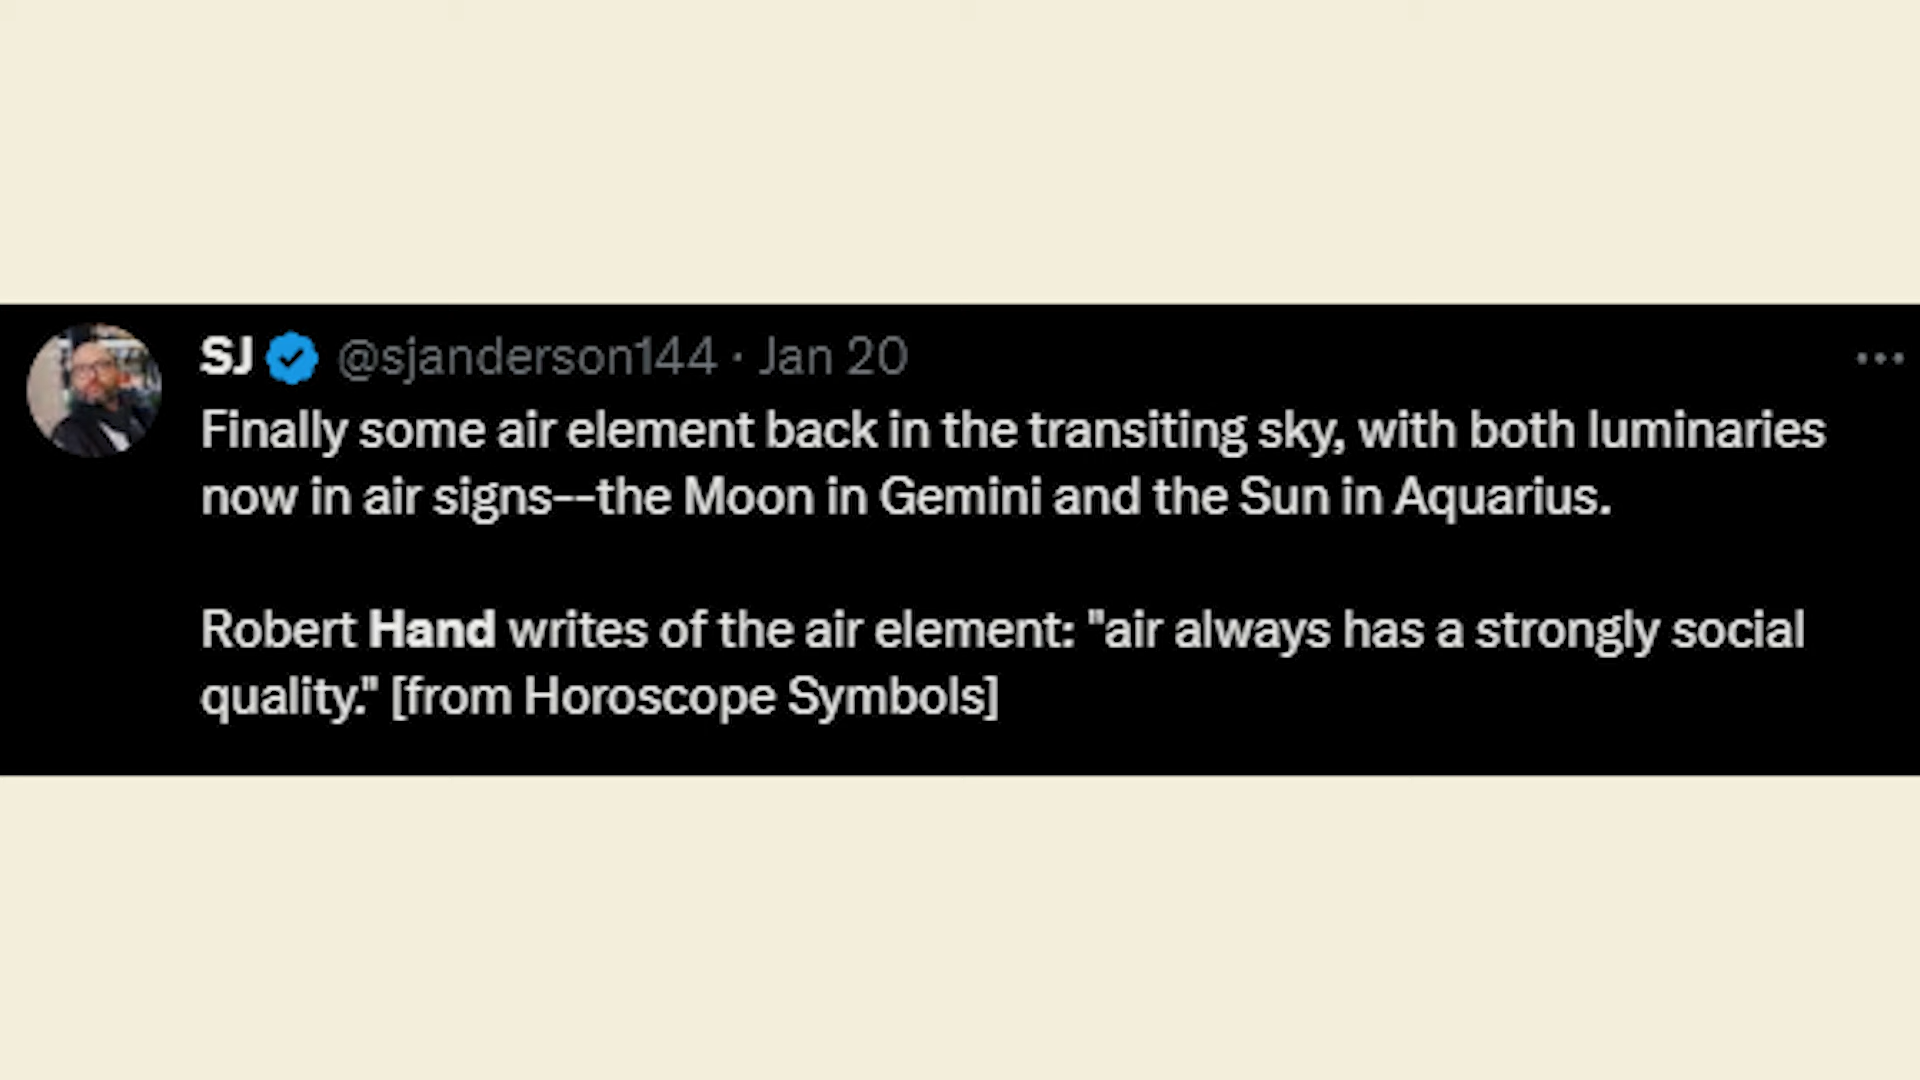 SJ @sjanderson144 · Jan 20
Finally some air element back in the transiting sky, with both luminaries
now in air signs--the Moon in Gemini and the Sun in Aquarius.
Robert Hand writes of the air element: "air always has a strongly social
quality." [from Horoscope Symbols]